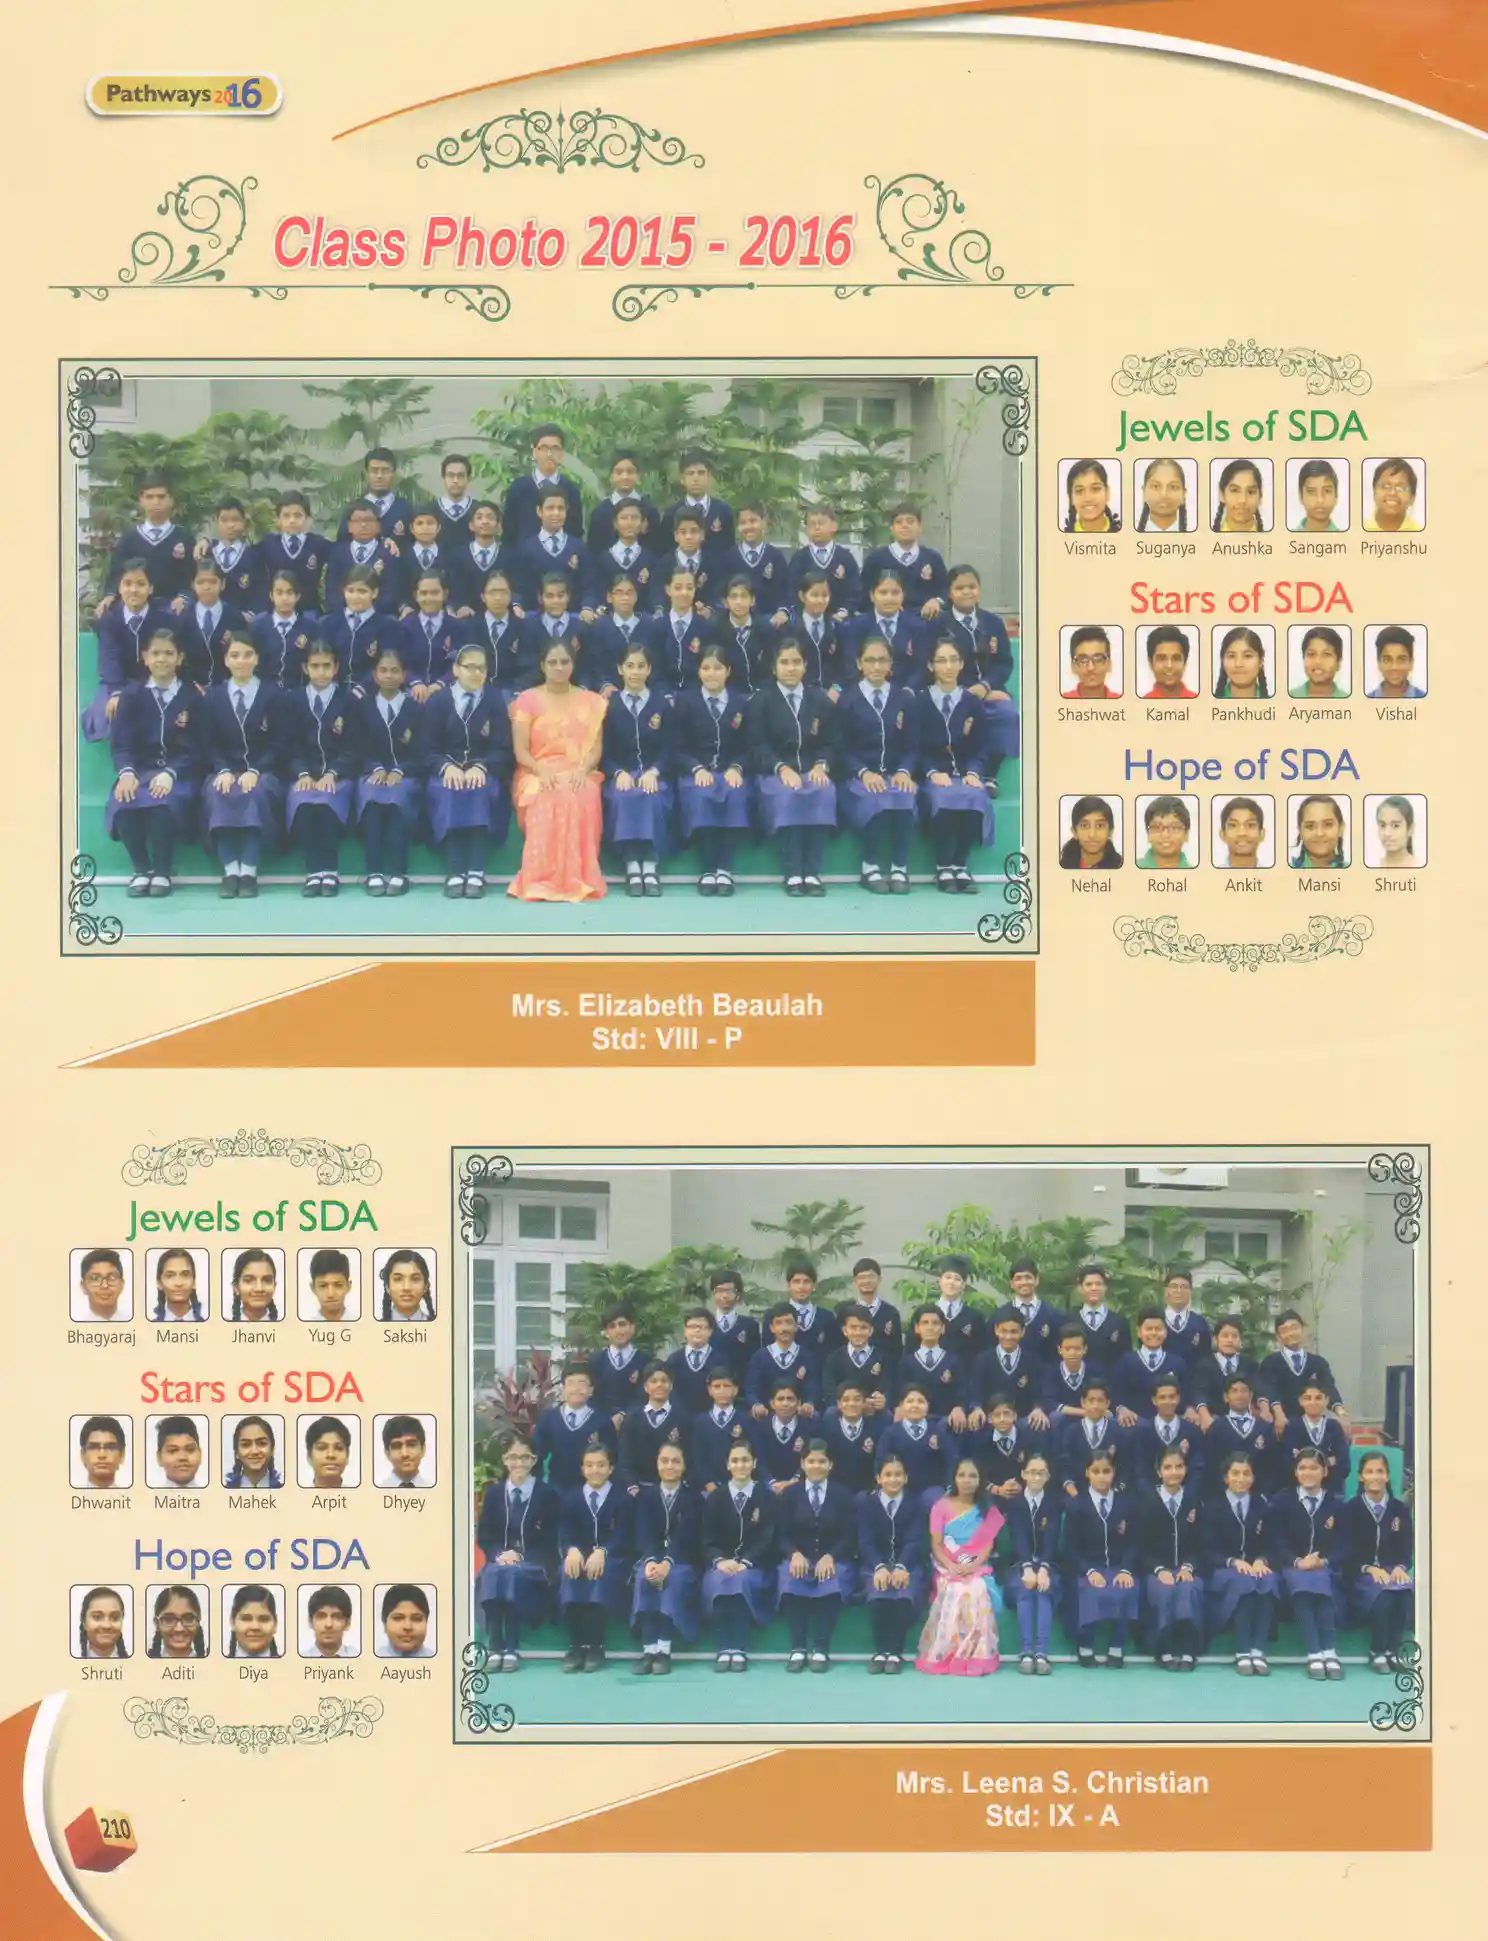 Pathways 2016
Class Photo 2015 - 2016
Jewels of SDA
Vismita Suganya Anushka Sangam Priyanshu
Stars of SDA
Shashwat Kamal Pankhudi Aryaman Vishal
Hope of SDA
Nehal Rohal Ankit Mansi Shruti
Mrs. Elizabeth Beaulah
Std: VIII - P
Jewels of SDA
Bhagyaraj Mansi Jhanvi Yug G Sakshi
Stars of SDA
Dhwanit Maitra Mahek Arpit Dhyey
Hope of SDA
Shruti Aditi Diya Priyank Aayush
Mrs. Leena S. Christian
Std: IX - A
210